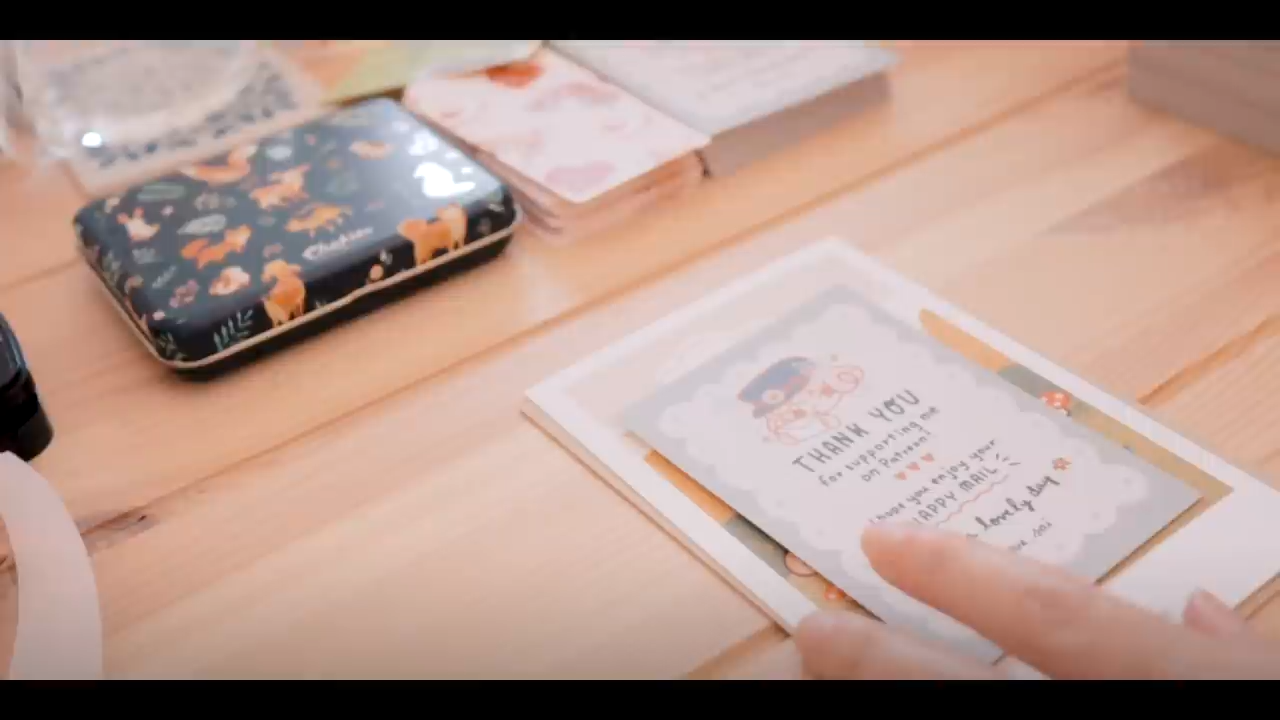 THANK YOU
for supporting me
on Patreon!
hope you enjoy your
HAPPY MAIL
lovely day